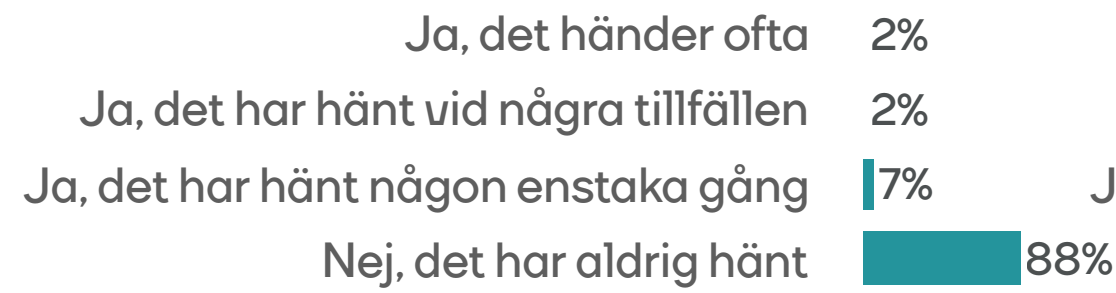 Ja, det händer ofta 2%
Ja, det har hänt vid några tillfällen 2%
Ja, det har hänt någon enstaka gång 7% J
Nej, det har aldrig hänt 88%